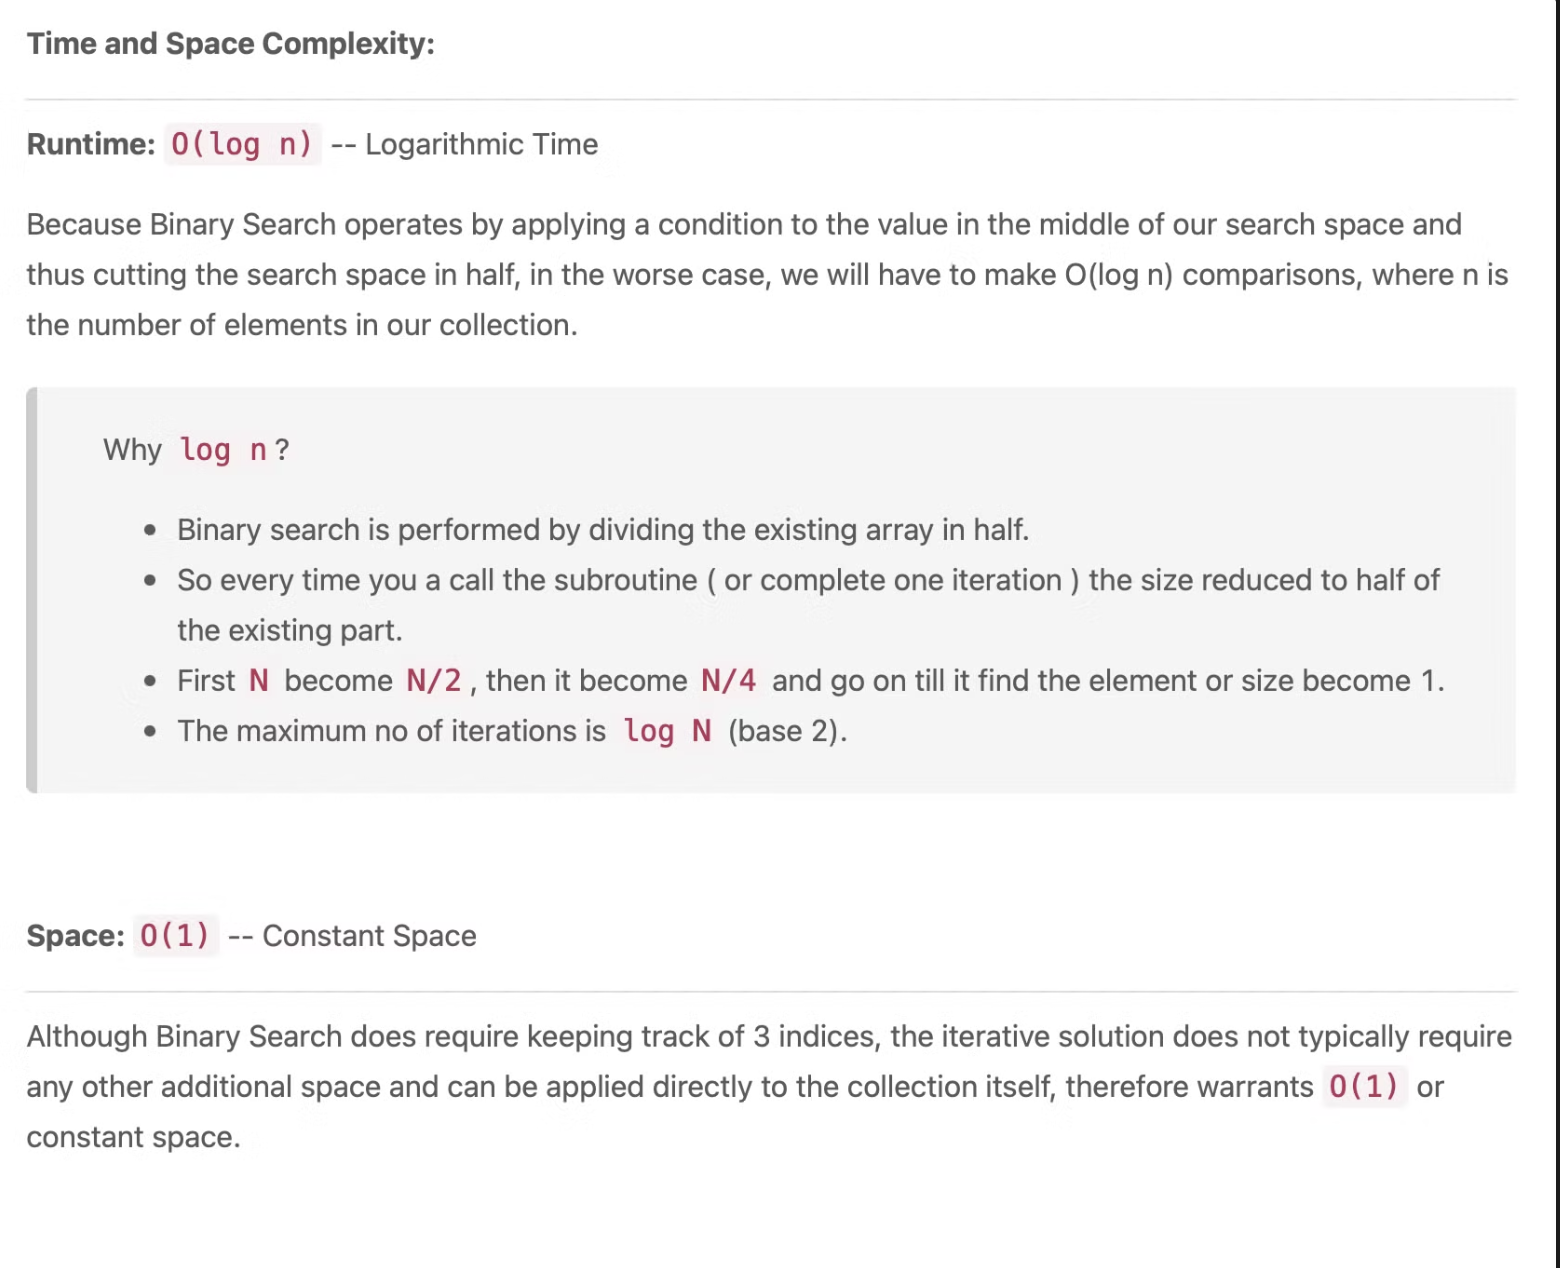 Time and Space Complexity:
Runtime: O(log n) -- Logarithmic Time
Because Binary Search operates by applying a condition to the value in the middle of our search space and
thus cutting the search space in half, in the worse case, we will have to make O(log n) comparisons, where n is
the number of elements in our collection.
Why log n?
• Binary search is performed by dividing the existing array in half.
• So every time you a call the subroutine ( or complete one iteration ) the size reduced to half of
the existing part.
• First N become N/2, then it become N/4 and go on till it find the element or size become 1.
• The maximum no of iterations is log N (base 2).
Space: O(1) -- Constant Space
Although Binary Search does require keeping track of 3 indices, the iterative solution does not typically require
any other additional space and can be applied directly to the collection itself, therefore warrants O(1) or
constant space.